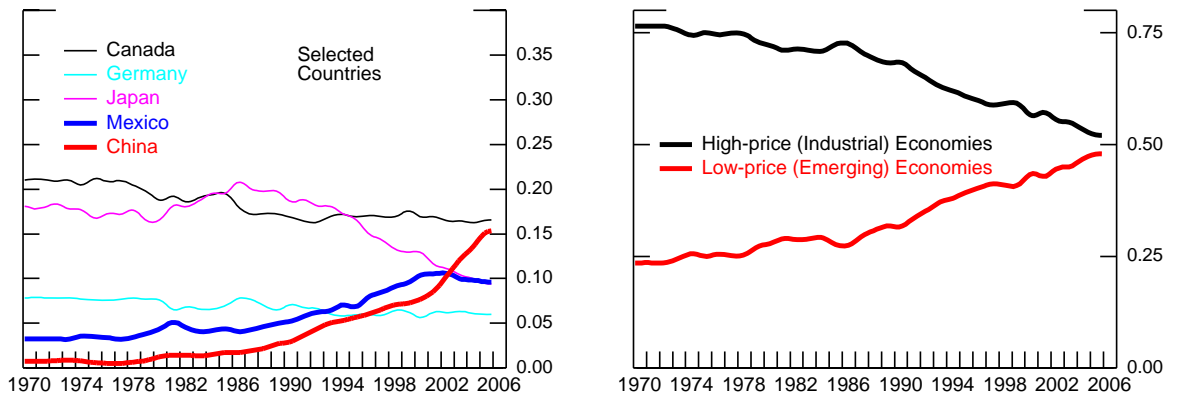 Canada
Germany
Japan
Mexico
China
Selected
Countries
0.35
0.30
0.25
0.20
0.15
0.10
0.05
0.00
1970 1974 1978 1982 1986 1990 1994 1998 2002 2006
High-price (Industrial) Economies
Low-price (Emerging) Economies
0.75
0.50
0.25
0.00
1970 1974 1978 1982 1986 1990 1994 1998 2002 2006